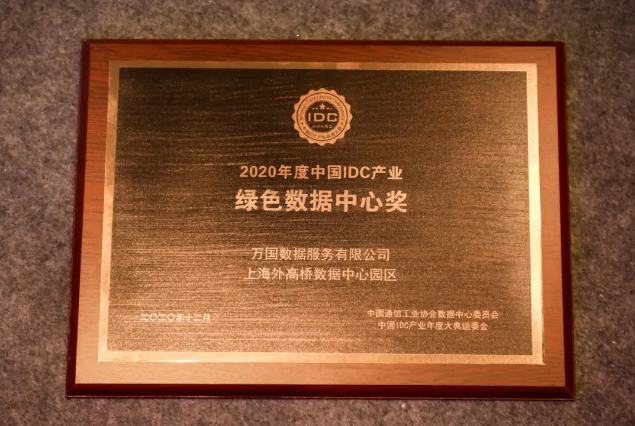 IDC
2020年度中国IDC产业
绿色数据中心奖
万国数据服务有限公司
上海外高桥数据中心园区
二〇二〇年十二月
中国通信工业协会数据中心委员会
中国IDC产业年度大典组委会